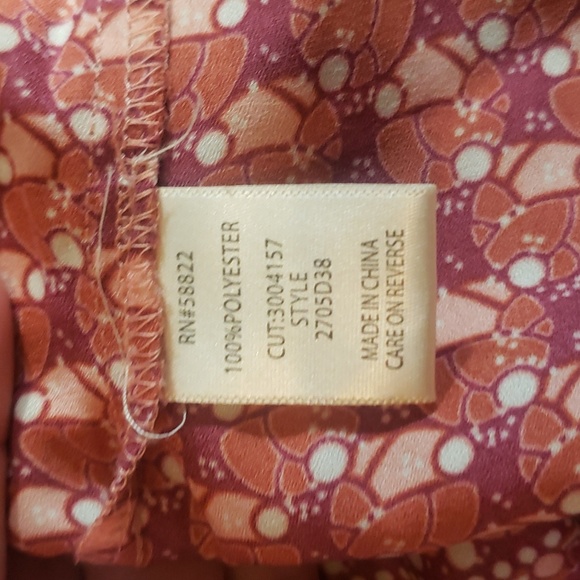 RN#58822
100%POLYESTER
CUT:3004157
STYLE
2705D38
MADE IN CHINA
CARE ON REVERSE